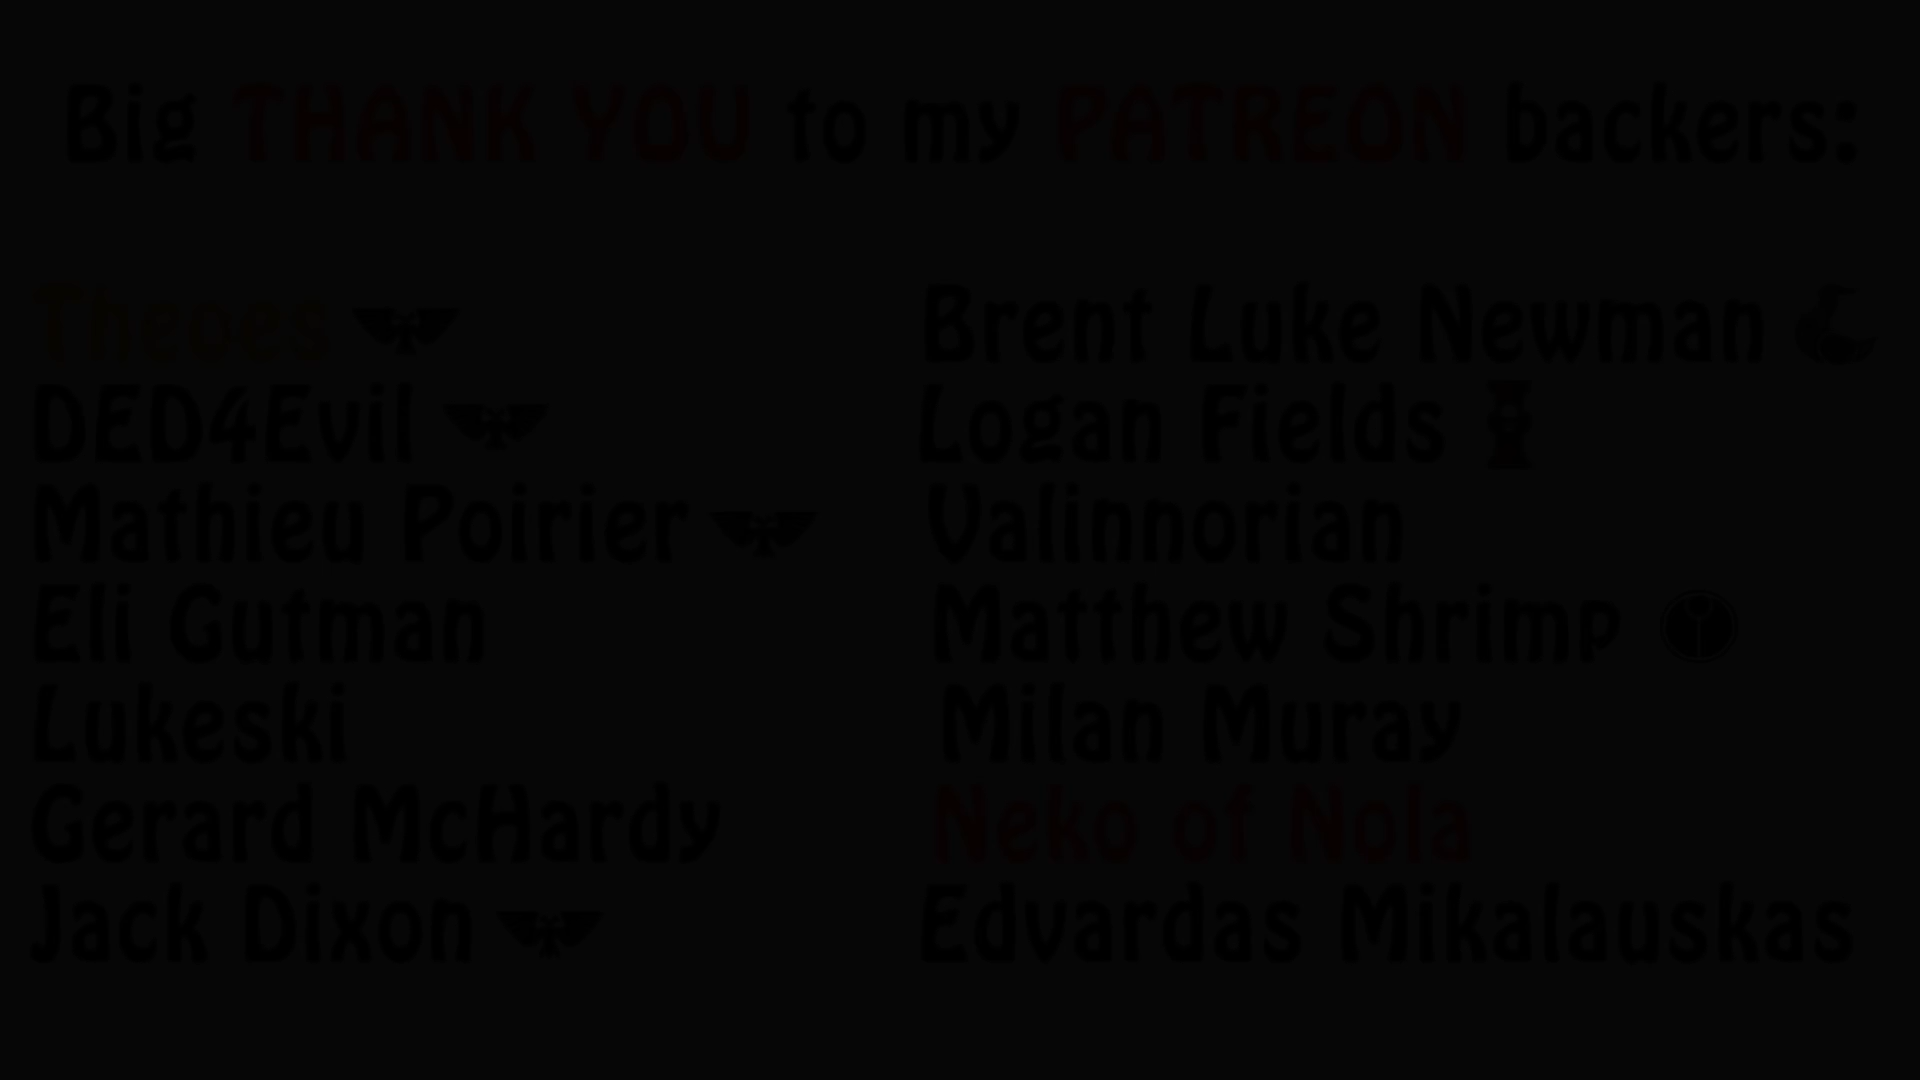 Big THANK YOU to my PATREON backers:
Theoes
DED4Evil
Mathieu Poirier
Eli Gutman
Lukeski
Gerard McHardy
Jack Dixon
Brent Luke Newman
Logan Fields
Valinnorian
Matthew Shrimp
Milan Muray
Neko of Nola
Edvardas Mikalauskas